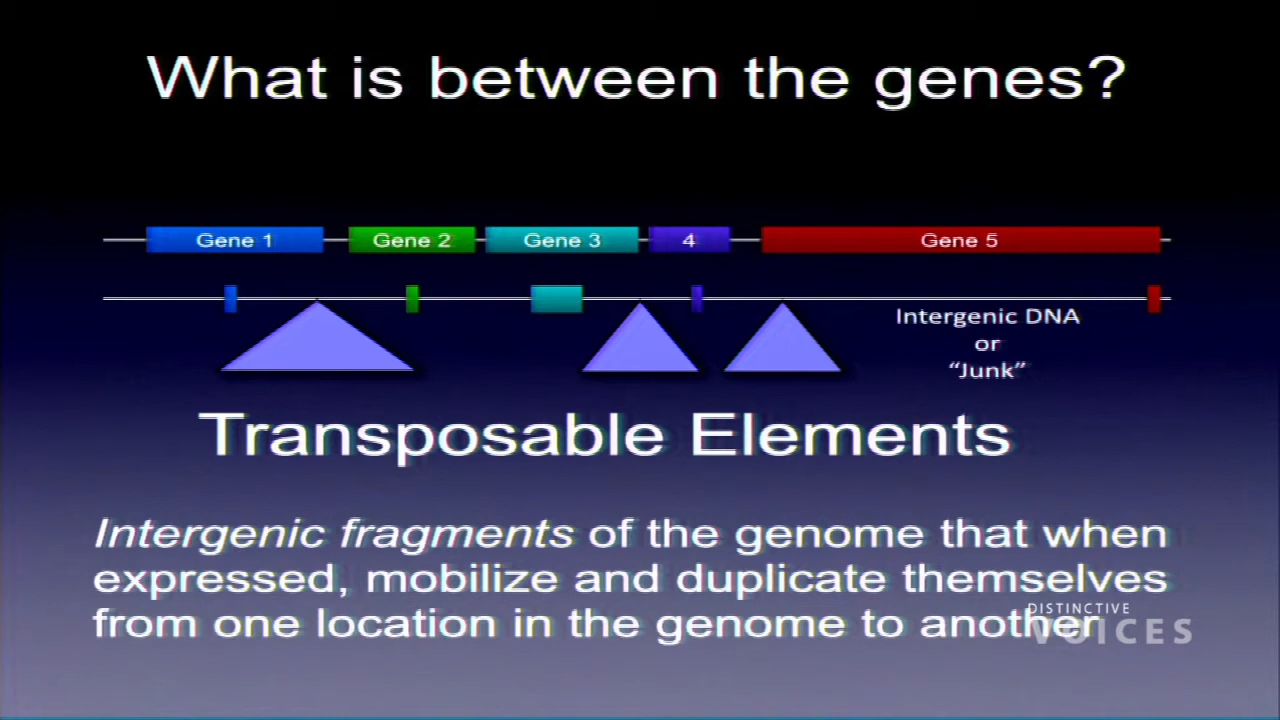 What is between the genes?
Gene 1 Gene 2 Gene 3 4 Gene 5
Intergenic DNA
or
“Junk”
Transposable Elements
Intergenic fragments of the genome that when
expressed, mobilize and duplicate themselves
from one location in the genome to another
DISTINCTIVE
VOICES